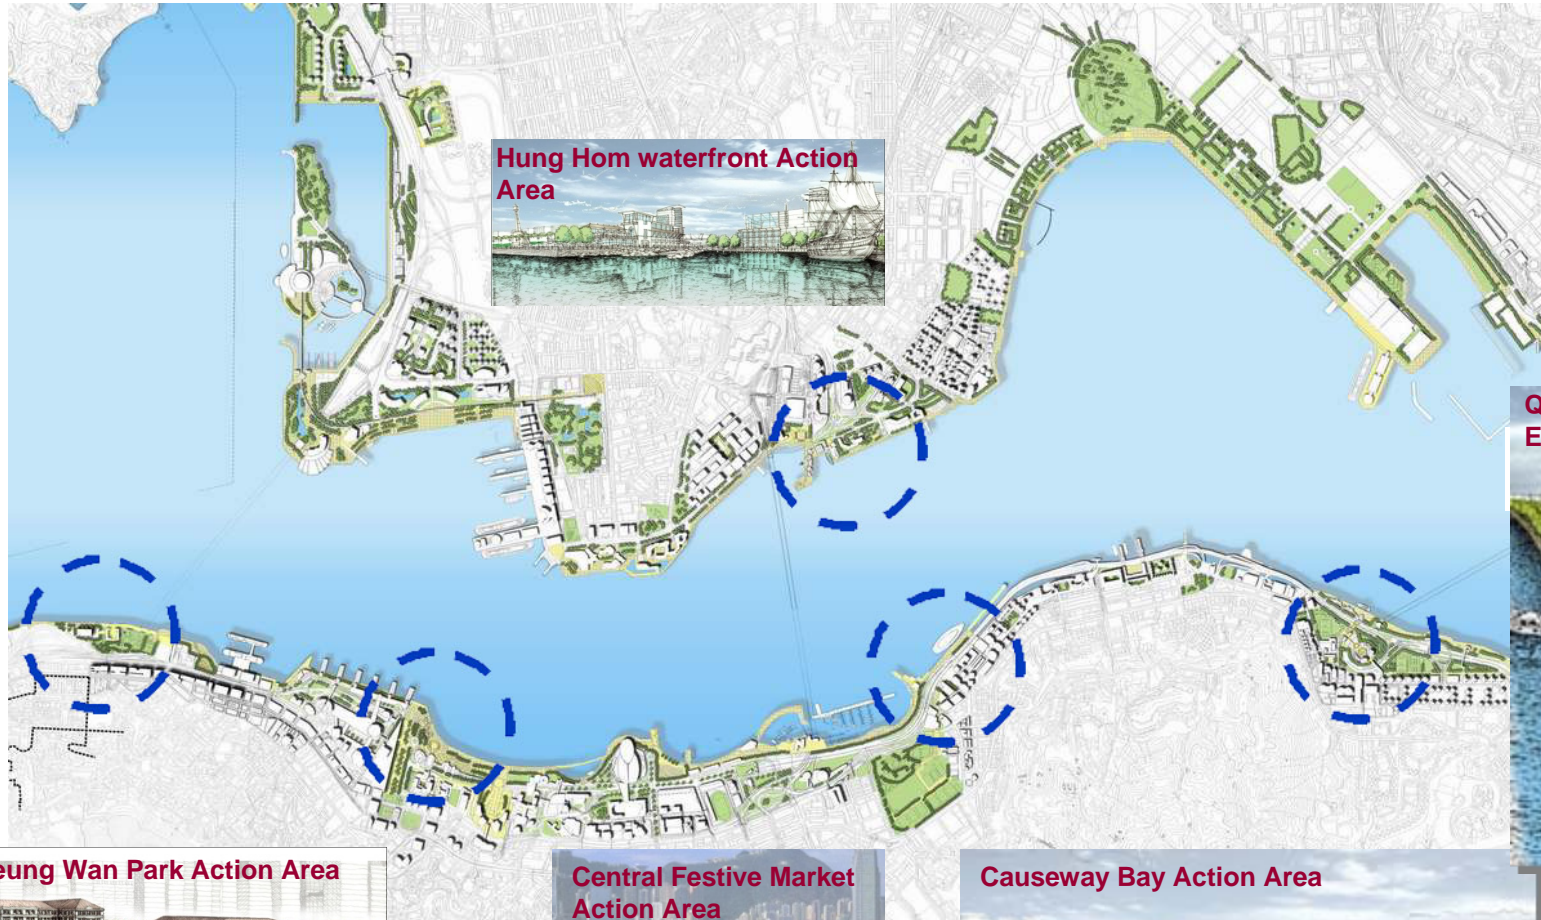 Hung Hom waterfront Action
Area
Q
E
eung Wan Park Action Area
Central Festive Market
Action Area
Causeway Bay Action Area